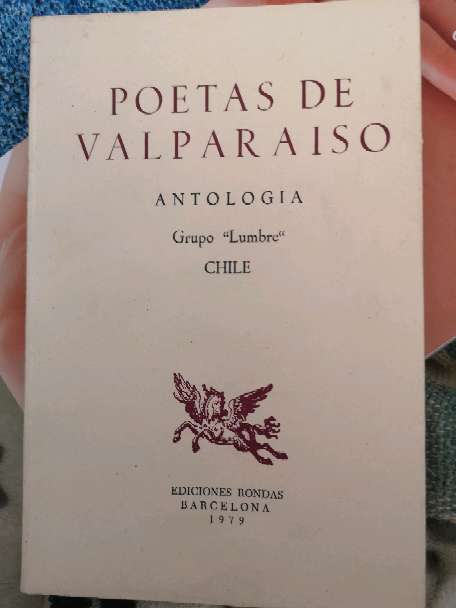 POETAS DE
VALPARAISO
ANTOLOGIA
Grupo "Lumbre"
CHILE
EDICIONES RONDAS
BARCELONA
1979